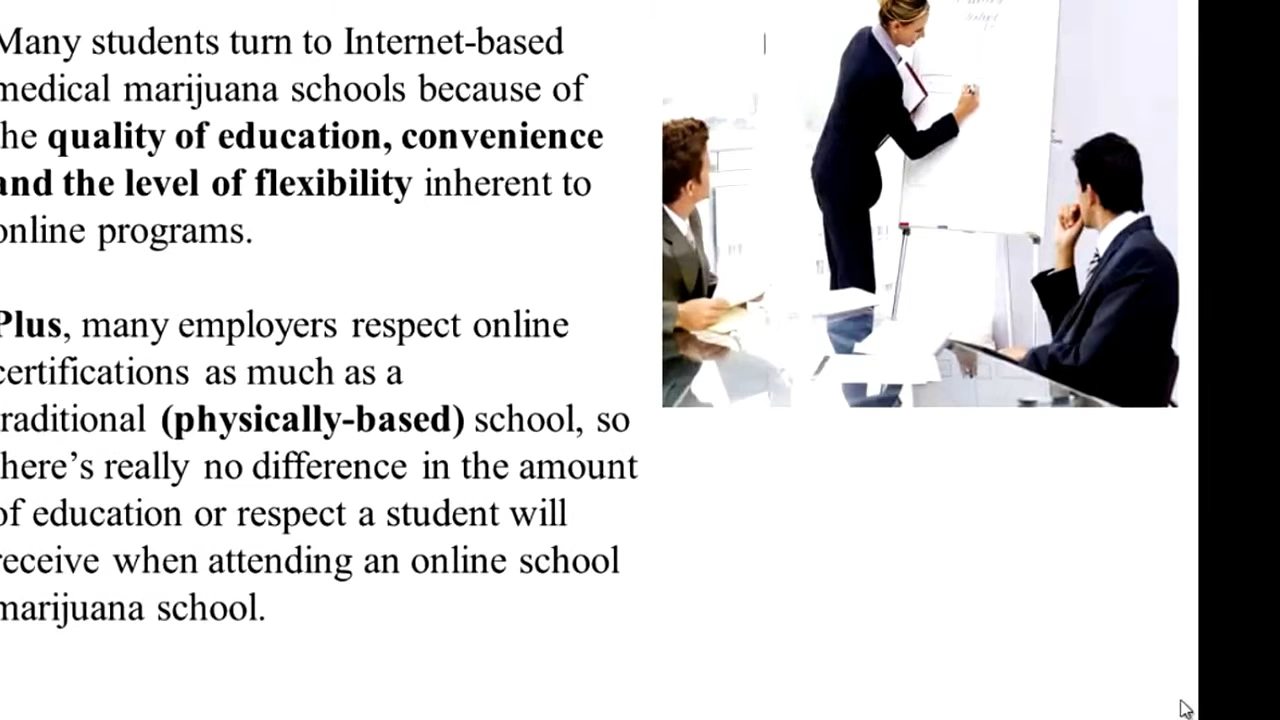 Many students turn to Internet-based
medical marijuana schools because of
the quality of education, convenience
and the level of flexibility inherent to
online programs.
Plus, many employers respect online
certifications as much as a
traditional (physically-based) school, so
there's really no difference in the amount
of education or respect a student will
receive when attending an online school
marijuana school.